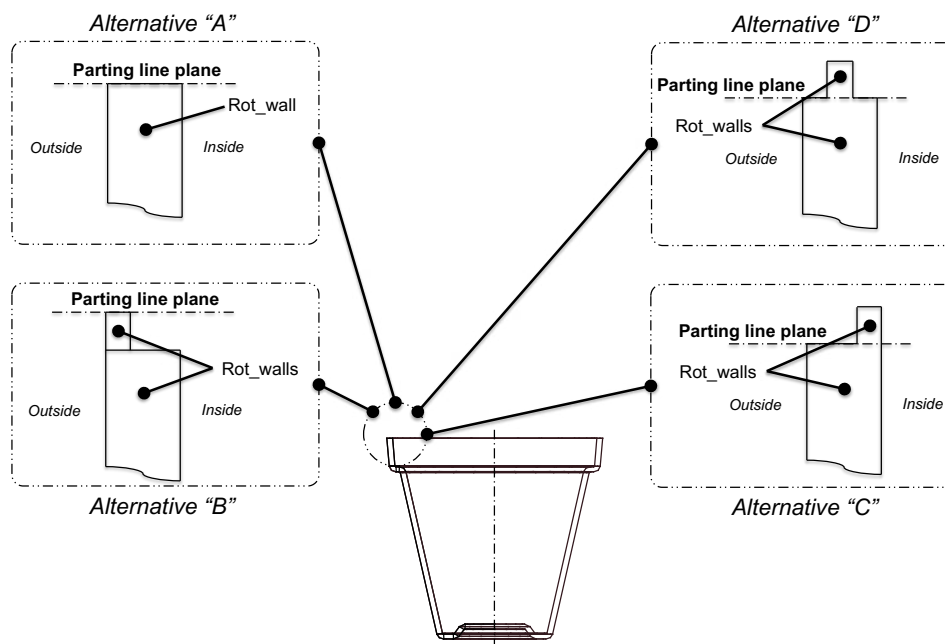 Alternative “A”
Parting line plane
Rot_wall
Outside
Inside
Alternative “D”
Parting line plane
Rot_walls
Outside
Inside
Parting line plane
Rot_walls
Outside
Inside
Alternative “B”
Parting line plane
Rot_walls
Outside
Inside
Alternative “C”